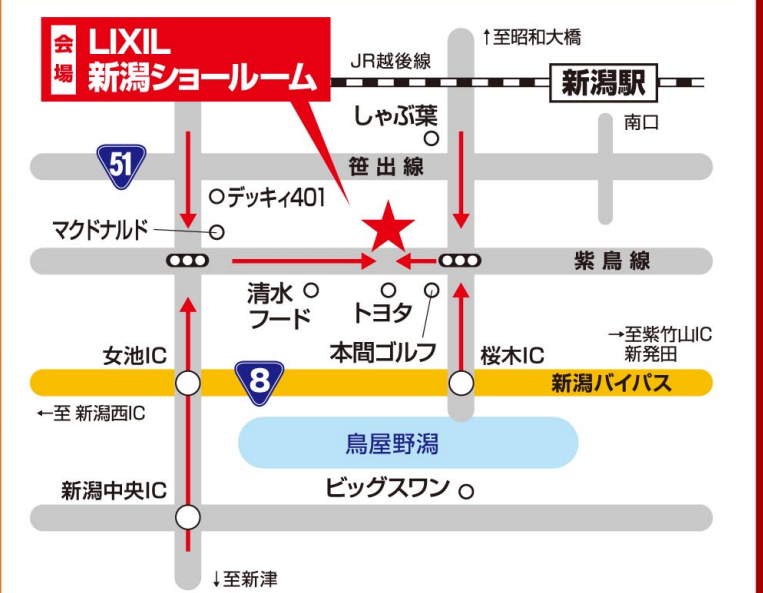 会場
LIXIL
新潟ショールーム
↑至昭和大橋
JR越後線
新潟駅
南口
しゃぶ葉
51
笹出線
デッキィ401
マクドナルド
紫鳥線
清水
フード
トヨタ
本間ゴルフ
女池IC
桜木IC
→至紫竹山IC
新発田
8
新潟バイパス
←至 新潟西IC
鳥屋野潟
新潟中央IC
ビッグスワン
↓至新津